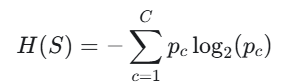 H(S) = − ∑_{c=1}^{C} p_c log_2(p_c)